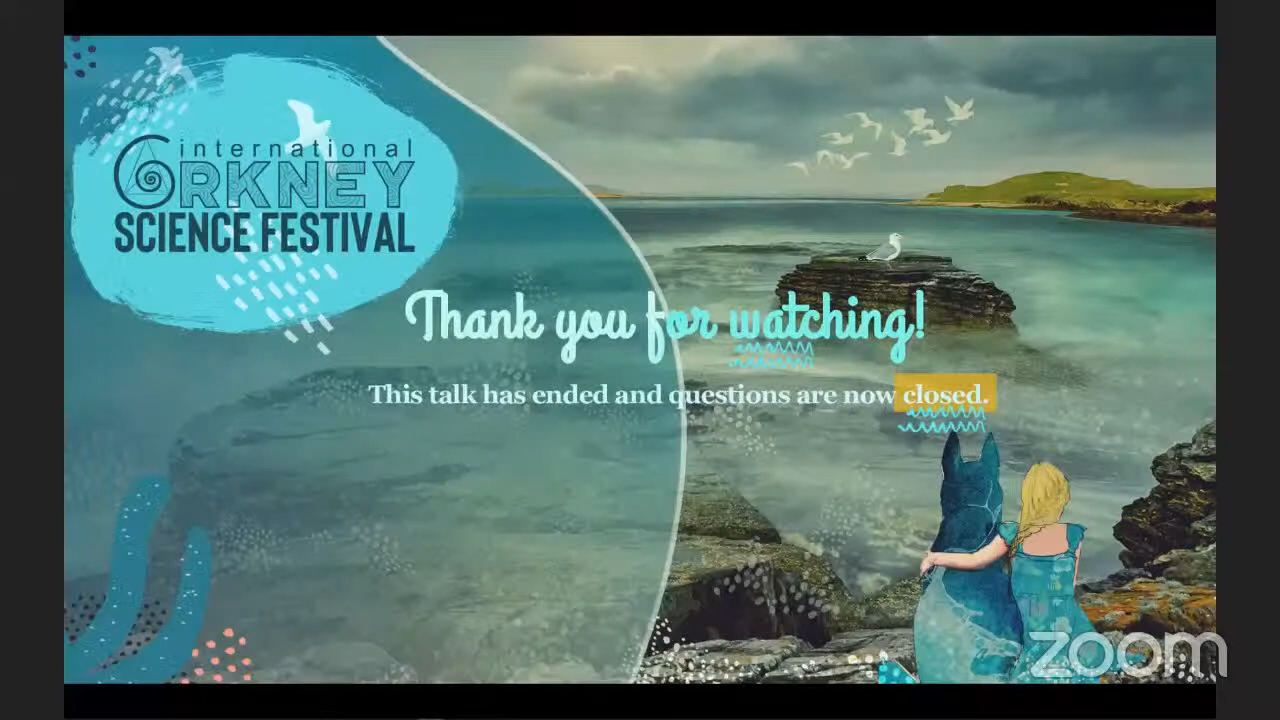 international
ORKNEY
SCIENCE FESTIVAL
Thank you for watching!
This talk has ended and questions are now closed.
zoom